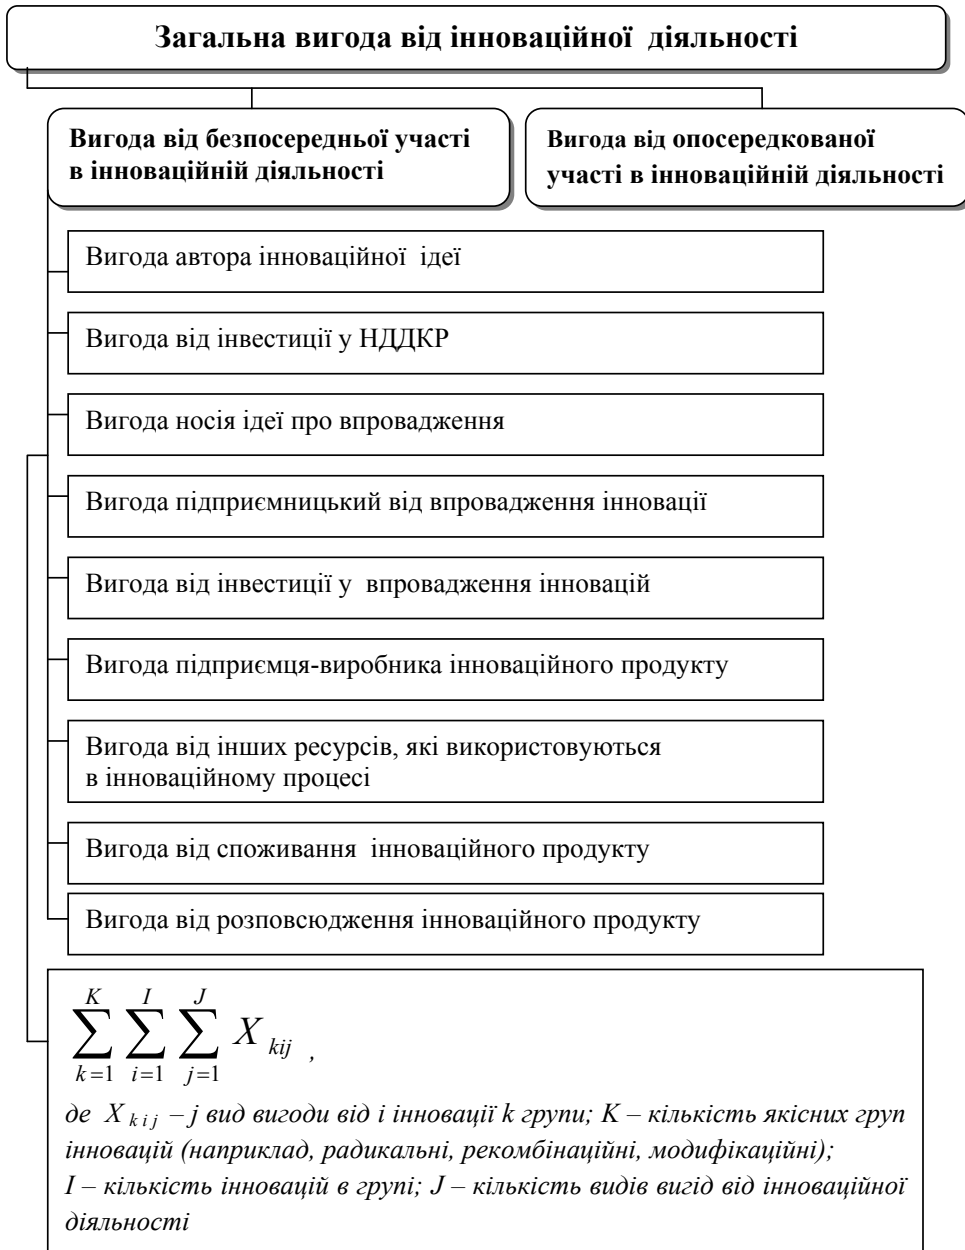 Загальна вигода від інноваційної діяльності
Вигода від безпосередньої участі
в інноваційній діяльності
Вигода від опосередкованої
участі в інноваційній діяльності
Вигода автора інноваційної ідеї
Вигода від інвестиції у НДДКР
Вигода носія ідеї про впровадження
Вигода підприємницький від впровадження інновації
Вигода від інвестиції у впровадження інновацій
Вигода підприємця-виробника інноваційного продукту
Вигода від інших ресурсів, які використовуються
в інноваційному процесі
Вигода від споживання інноваційного продукту
Вигода від розповсюдження інноваційного продукту
$\sum_{k=1}^{K} \sum_{i=1}^{I} \sum_{j=1}^{J} X_{kij}$ ,
де X k i j – j вид вигоди від i інновації k групи; K – кількість якісних груп
інновацій (наприклад, радикальні, рекомбінаційні, модифікаційні);
I – кількість інновацій в групі; J – кількість видів вигід від інноваційної
діяльності